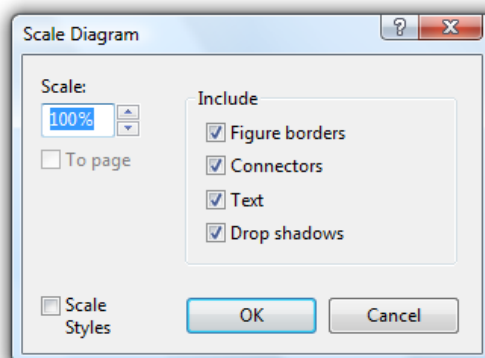 Scale Diagram
Scale:
100%
To page
Include
Figure borders
Connectors
Text
Drop shadows
Scale
Styles
OK
Cancel